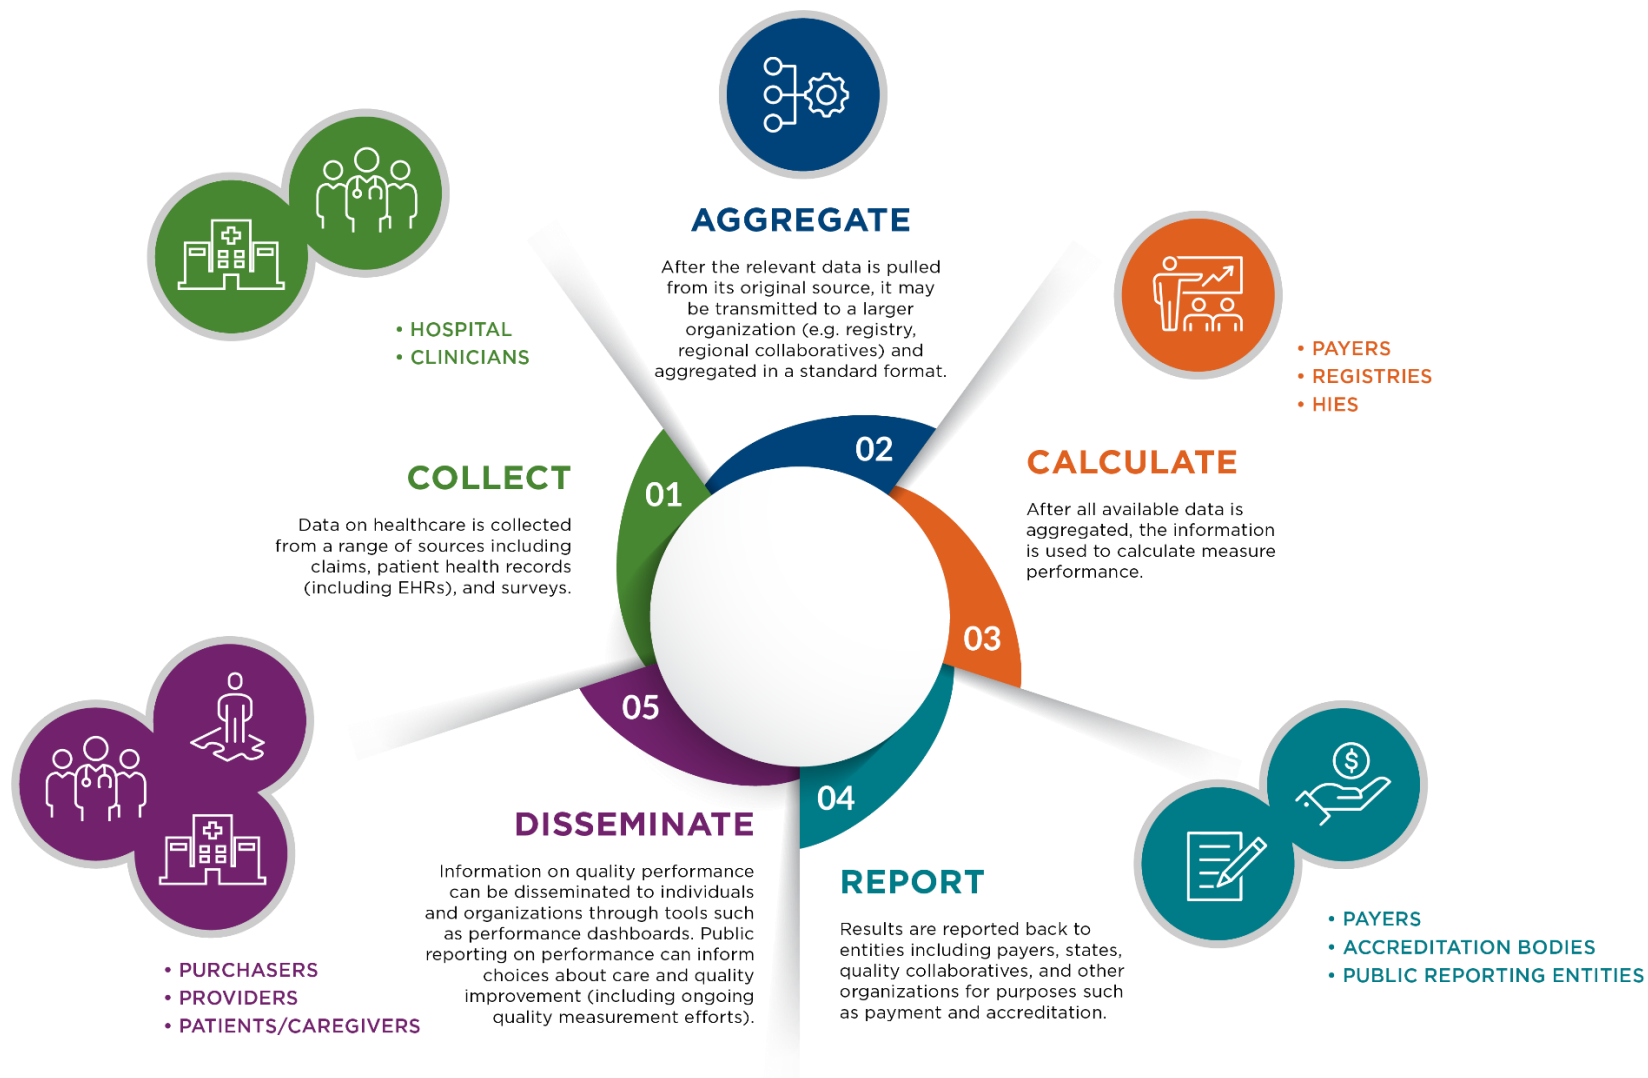 01
COLLECT
Data on healthcare is collected
from a range of sources including
claims, patient health records
(including EHRs), and surveys.
• HOSPITAL
• CLINICIANS
02
AGGREGATE
After the relevant data is pulled
from its original source, it may
be transmitted to a larger
organization (e.g. registry,
regional collaboratives) and
aggregated in a standard format.
03
CALCULATE
After all available data is
aggregated, the information
is used to calculate measure
performance.
• PAYERS
• REGISTRIES
• HIES
04
REPORT
Results are reported back to
entities including payers, states,
quality collaboratives, and other
organizations for purposes such
as payment and accreditation.
$
• PAYERS
• ACCREDITATION BODIES
• PUBLIC REPORTING ENTITIES
05
DISSEMINATE
Information on quality performance
can be disseminated to individuals
and organizations through tools such
as performance dashboards. Public
reporting on performance can inform
choices about care and quality
improvement (including ongoing
quality measurement efforts).
• PURCHASERS
• PROVIDERS
• PATIENTS/CAREGIVERS